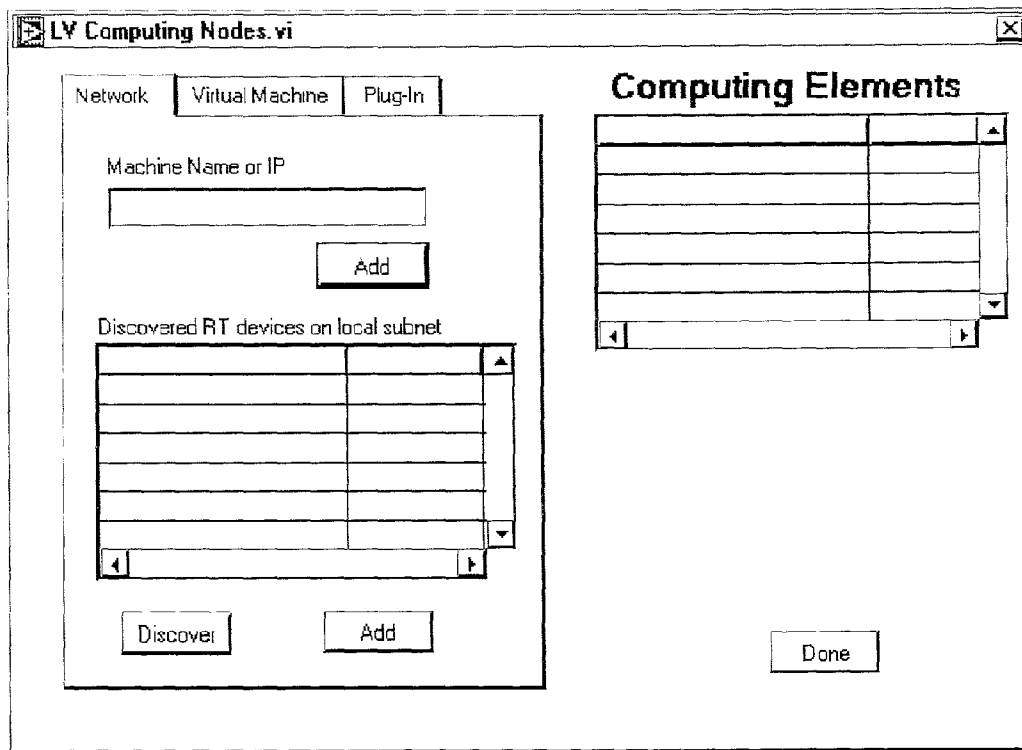 LV Computing Nodes.vi
Network Virtual Machine Plug-In
Machine Name or IP
Add
Discovered RT devices on local subnet
Discover Add
Computing Elements
Done